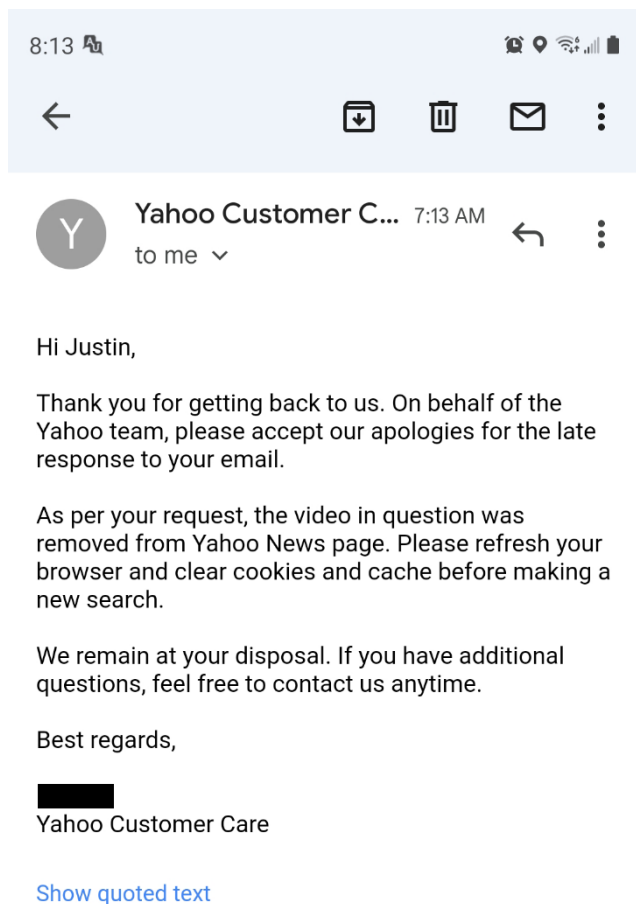 8:13
Y
Yahoo Customer C... 7:13 AM
to me
Hi Justin,
Thank you for getting back to us. On behalf of the
Yahoo team, please accept our apologies for the late
response to your email.
As per your request, the video in question was
removed from Yahoo News page. Please refresh your
browser and clear cookies and cache before making a
new search.
We remain at your disposal. If you have additional
questions, feel free to contact us anytime.
Best regards,
Yahoo Customer Care
Show quoted text